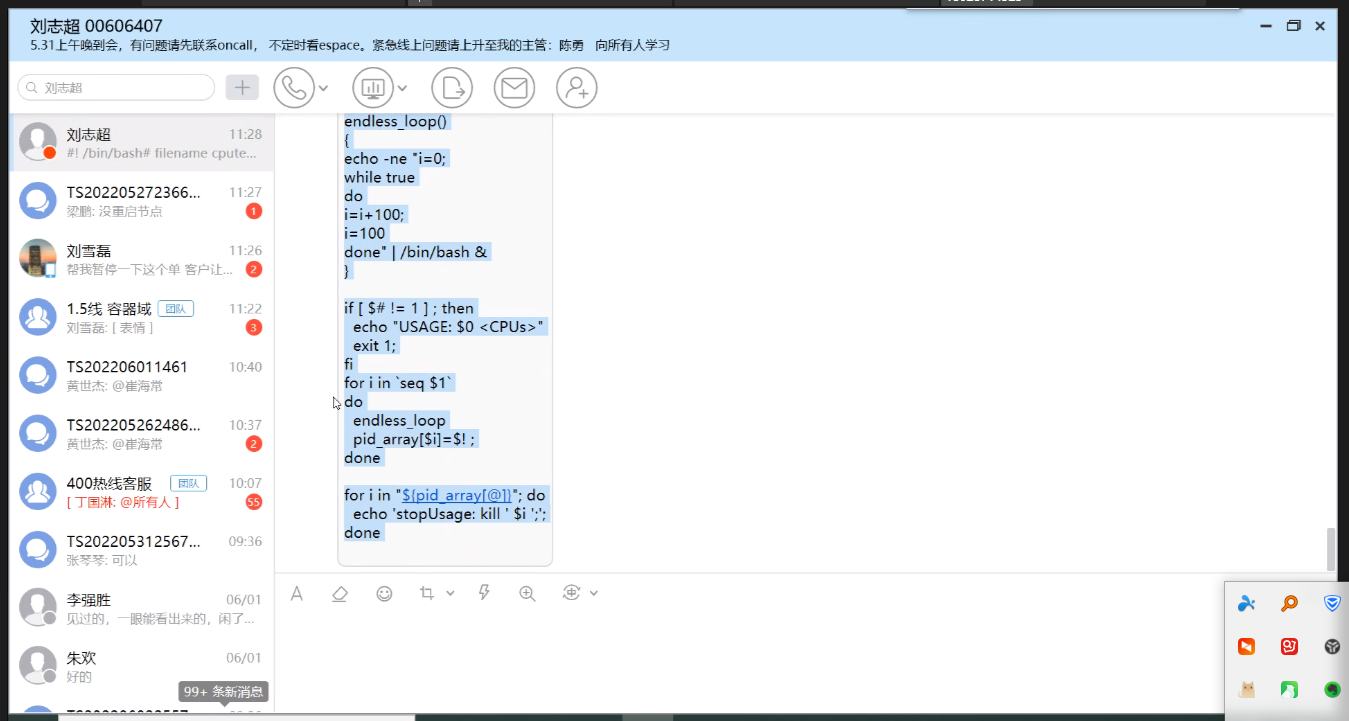 刘志超 00606407
5.31上午晚到会，有问题请先联系oncall， 不定时看espace。紧急线上问题请上升至我的主管：陈勇 向所有人学习
刘志超
刘志超 11:28
#! /bin/bash# filename cpute...
TS202205272366... 11:27
梁鹏: 没重启节点 1
刘雪磊 11:26
帮我暂停一下这个单 客户让... 2
1.5线 容器域 团队 11:22
刘雪磊: [ 表情 ] 3
TS202206011461 10:40
黄世杰: @崔海常
TS202205262486... 10:37
黄世杰: @崔海常 2
400热线客服 团队 10:07
[ 丁国淋: @所有人 ] 55
TS202205312567... 09:36
张琴琴: 可以
李强胜 06/01
见过的，一眼能看出来的，闲了...
朱欢 06/01
好的
99+ 条新消息
endless_loop()
{
echo -ne "i=0;
while true
do
i=i+100;
i=100
done" | /bin/bash &
}
if [ $# != 1 ] ; then
echo "USAGE: $0 <CPUs>"
exit 1;
fi
for i in `seq $1`
do
endless_loop
pid_array[$i]=$! ;
done
for i in "${pid_array[@]}"; do
echo 'stopUsage: kill ' $i ';';
done